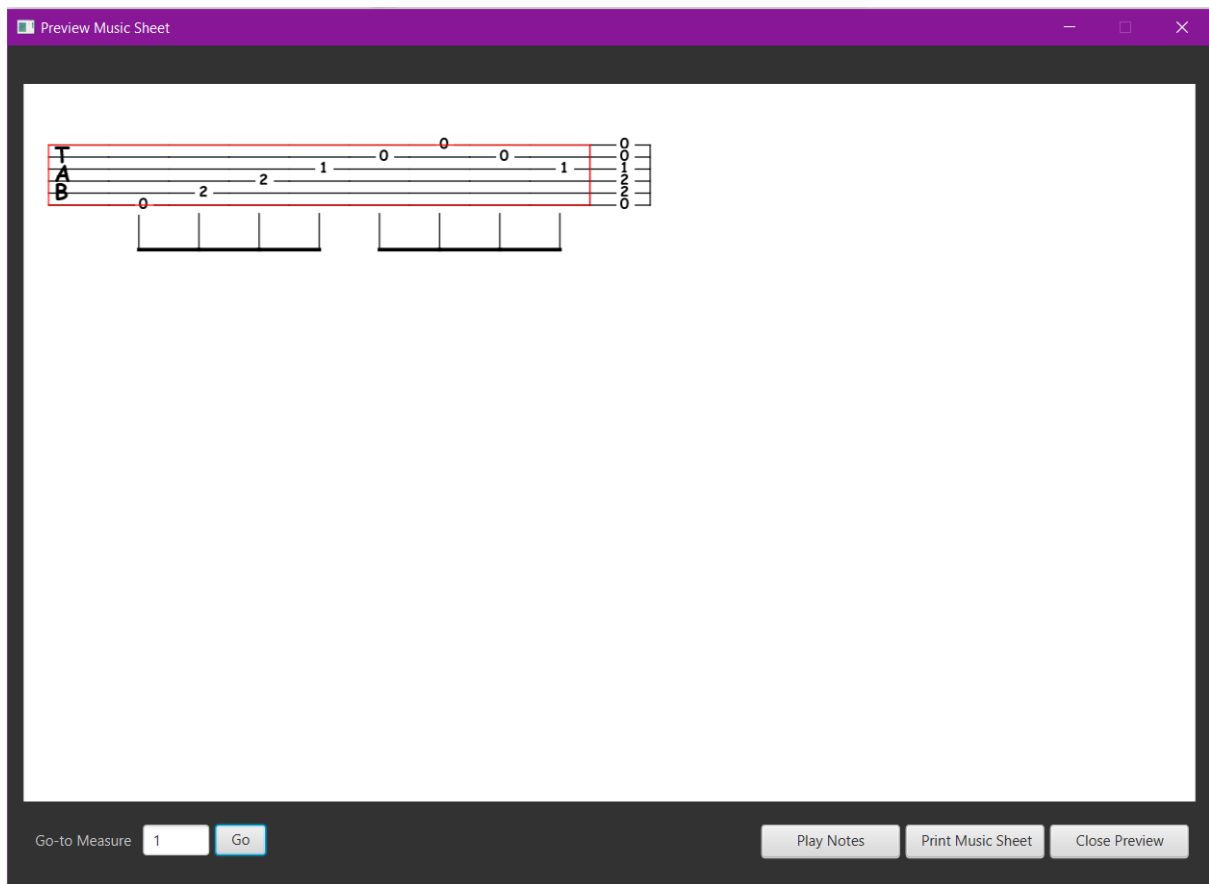 Preview Music Sheet
T
A
B
0 2 2 1 0 0 0 1
0
0
1
2
2
0
Go-to Measure 1 Go
Play Notes Print Music Sheet Close Preview